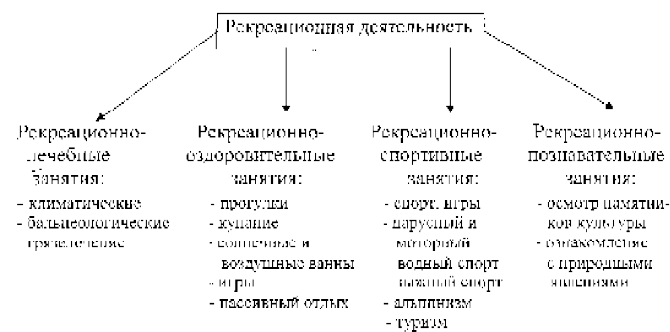 Рекреационная деятельность
Рекреационно-
лечебные
занятия:
- климатические
- бальнеологические
грязелечение
Рекреационно-
оздоровительные
занятия:
- прогулки
- купание
- солнечные и
воздушные ванны
- игры
- пассивный отдых
Рекреационно-
спортивные
занятия:
- спорт. игры
- парусный и
моторный
водный спорт
лыжный спорт
- альпинизм
- туризм
Рекреационно-
познавательные
занятия:
- осмотр памятни-
ков культуры
- ознакомление
с природными
явлениями